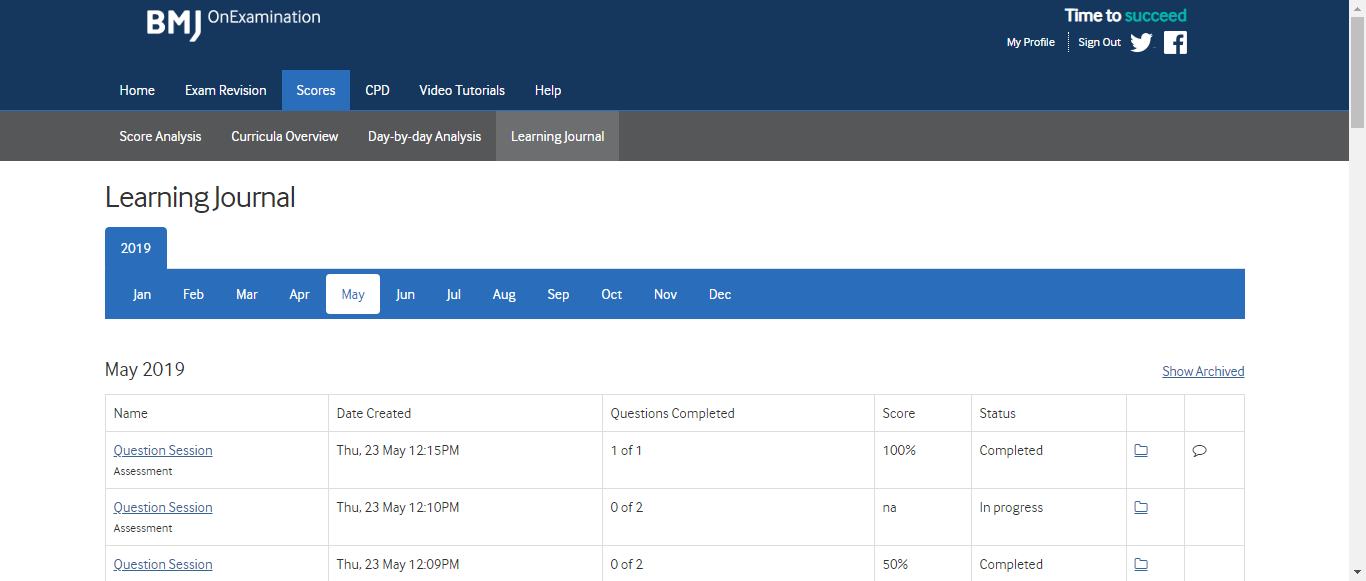 BMJ OnExamination
Time to succeed
My Profile Sign Out
Home Exam Revision Scores CPD Video Tutorials Help
Score Analysis Curricula Overview Day-by-day Analysis Learning Journal
Learning Journal
2019
Jan Feb Mar Apr May Jun Jul Aug Sep Oct Nov Dec
May 2019 Show Archived
Name Date Created Questions Completed Score Status
Question Session Thu, 23 May 12:15PM 1 of 1 100% Completed
Assessment
Question Session Thu, 23 May 12:10PM 0 of 2 na In progress
Assessment
Question Session Thu, 23 May 12:09PM 0 of 2 50% Completed